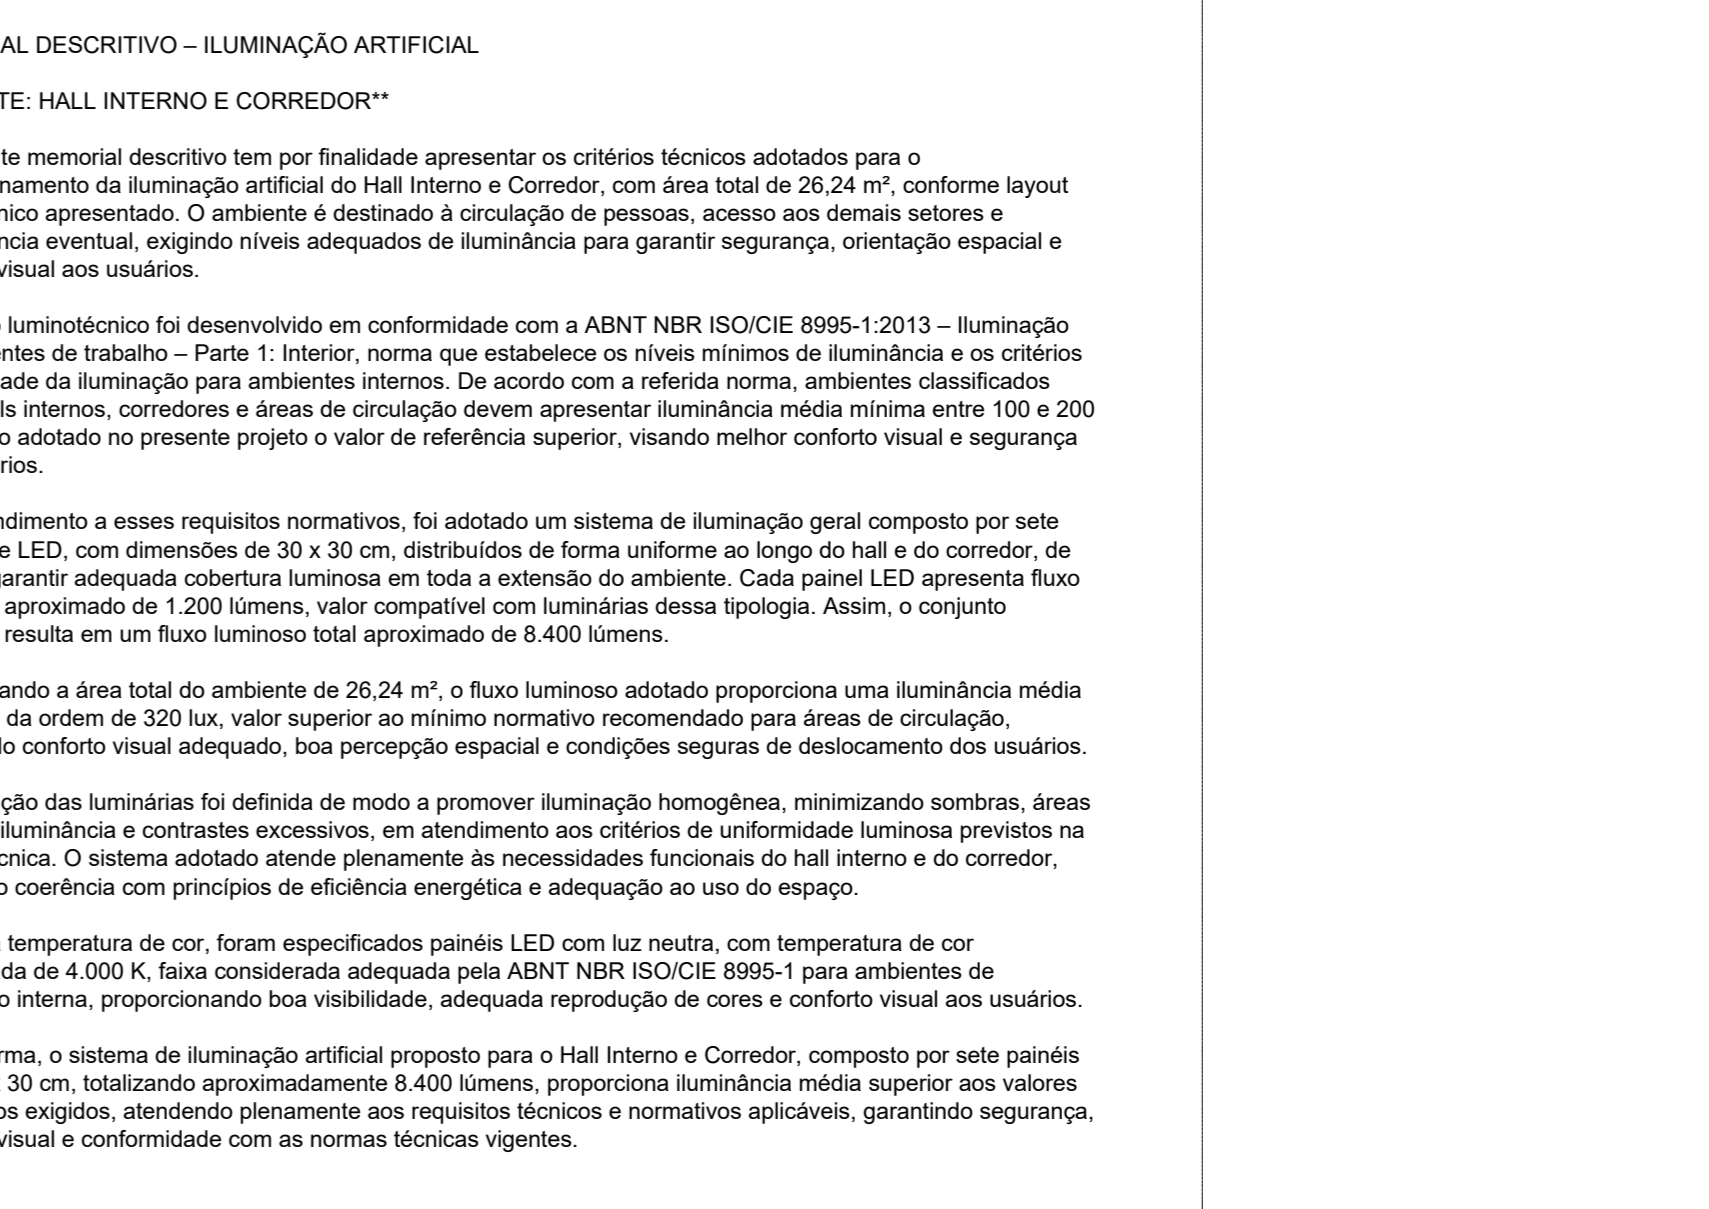 AL DESCRITIVO – ILUMINAÇÃO ARTIFICIAL
TE: HALL INTERNO E CORREDOR**
te memorial descritivo tem por finalidade apresentar os critérios técnicos adotados para o
namento da iluminação artificial do Hall Interno e Corredor, com área total de 26,24 m², conforme layout
nico apresentado. O ambiente é destinado à circulação de pessoas, acesso aos demais setores e
ncia eventual, exigindo níveis adequados de iluminância para garantir segurança, orientação espacial e
visual aos usuários.
luminotécnico foi desenvolvido em conformidade com a ABNT NBR ISO/CIE 8995-1:2013 – Iluminação
entes de trabalho – Parte 1: Interior, norma que estabelece os níveis mínimos de iluminância e os critérios
ade da iluminação para ambientes internos. De acordo com a referida norma, ambientes classificados
ls internos, corredores e áreas de circulação devem apresentar iluminância média mínima entre 100 e 200
o adotado no presente projeto o valor de referência superior, visando melhor conforto visual e segurança
rios.
ndimento a esses requisitos normativos, foi adotado um sistema de iluminação geral composto por sete
e LED, com dimensões de 30 x 30 cm, distribuídos de forma uniforme ao longo do hall e do corredor, de
garantir adequada cobertura luminosa em toda a extensão do ambiente. Cada painel LED apresenta fluxo
aproximado de 1.200 lúmens, valor compatível com luminárias dessa tipologia. Assim, o conjunto
resulta em um fluxo luminoso total aproximado de 8.400 lúmens.
ando a área total do ambiente de 26,24 m², o fluxo luminoso adotado proporciona uma iluminância média
da ordem de 320 lux, valor superior ao mínimo normativo recomendado para áreas de circulação,
do conforto visual adequado, boa percepção espacial e condições seguras de deslocamento dos usuários.
ção das luminárias foi definida de modo a promover iluminação homogênea, minimizando sombras, áreas
iluminância e contrastes excessivos, em atendimento aos critérios de uniformidade luminosa previstos na
cnica. O sistema adotado atende plenamente às necessidades funcionais do hall interno e do corredor,
o coerência com princípios de eficiência energética e adequação ao uso do espaço.
temperatura de cor, foram especificados painéis LED com luz neutra, com temperatura de cor
da de 4.000 K, faixa considerada adequada pela ABNT NBR ISO/CIE 8995-1 para ambientes de
o interna, proporcionando boa visibilidade, adequada reprodução de cores e conforto visual aos usuários.
rma, o sistema de iluminação artificial proposto para o Hall Interno e Corredor, composto por sete painéis
30 cm, totalizando aproximadamente 8.400 lúmens, proporciona iluminância média superior aos valores
os exigidos, atendendo plenamente aos requisitos técnicos e normativos aplicáveis, garantindo segurança,
visual e conformidade com as normas técnicas vigentes.